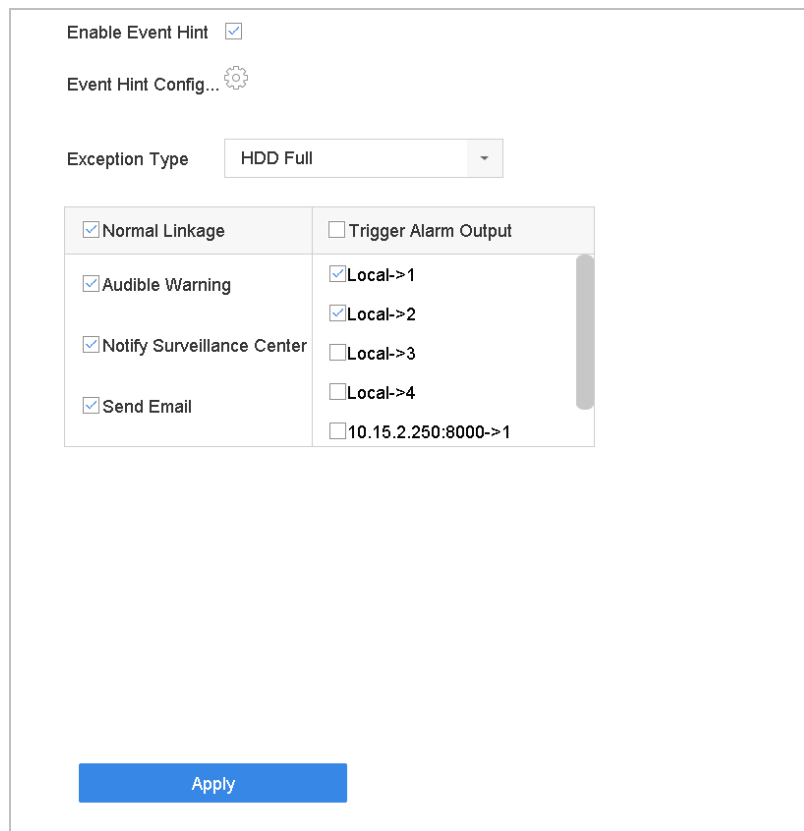 Enable Event Hint
Event Hint Config...
Exception Type HDD Full
Normal Linkage Trigger Alarm Output
Audible Warning
Notify Surveillance Center
Send Email
Local->1
Local->2
Local->3
Local->4
10.15.2.250:8000->1
Apply